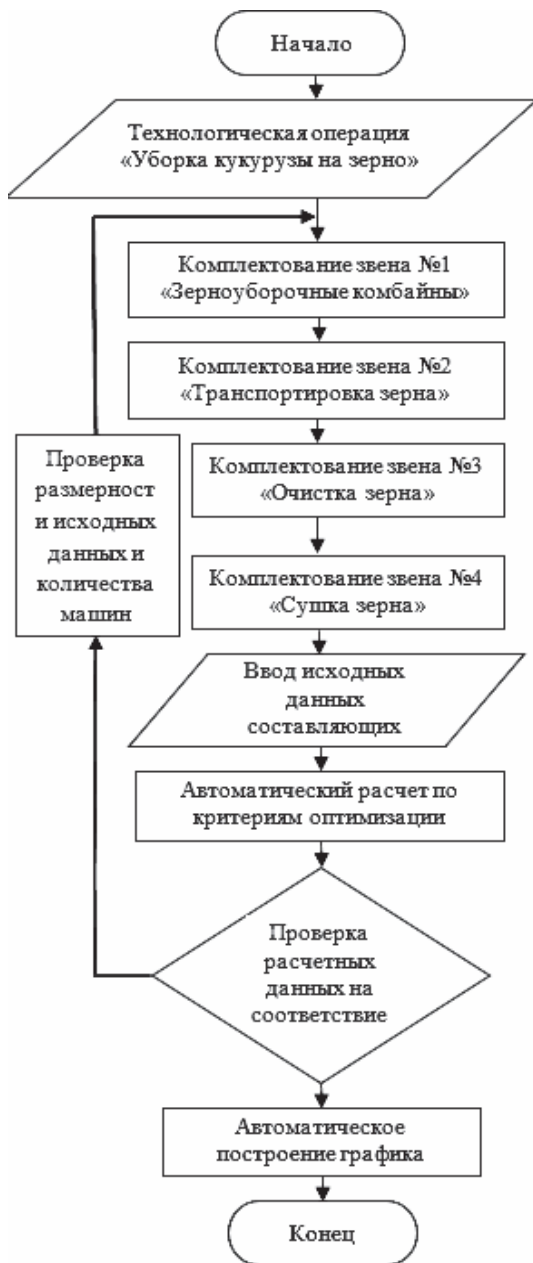 Начало
Технологическая операция
«Уборка кукурузы на зерно»
Комплектование звена №1
«Зерноуборочные комбайны»
Комплектование звена №2
«Транспортировка зерна»
Комплектование звена №3
«Очистка зерна»
Комплектование звена №4
«Сушка зерна»
Проверка
размерност
и исходных
данных и
количества
машин
Ввод исходных
данных
составляющих
Автоматический расчет по
критериям оптимизации
Проверка
расчетных
данных на
соответствие
Автоматическое
построение графика
Конец